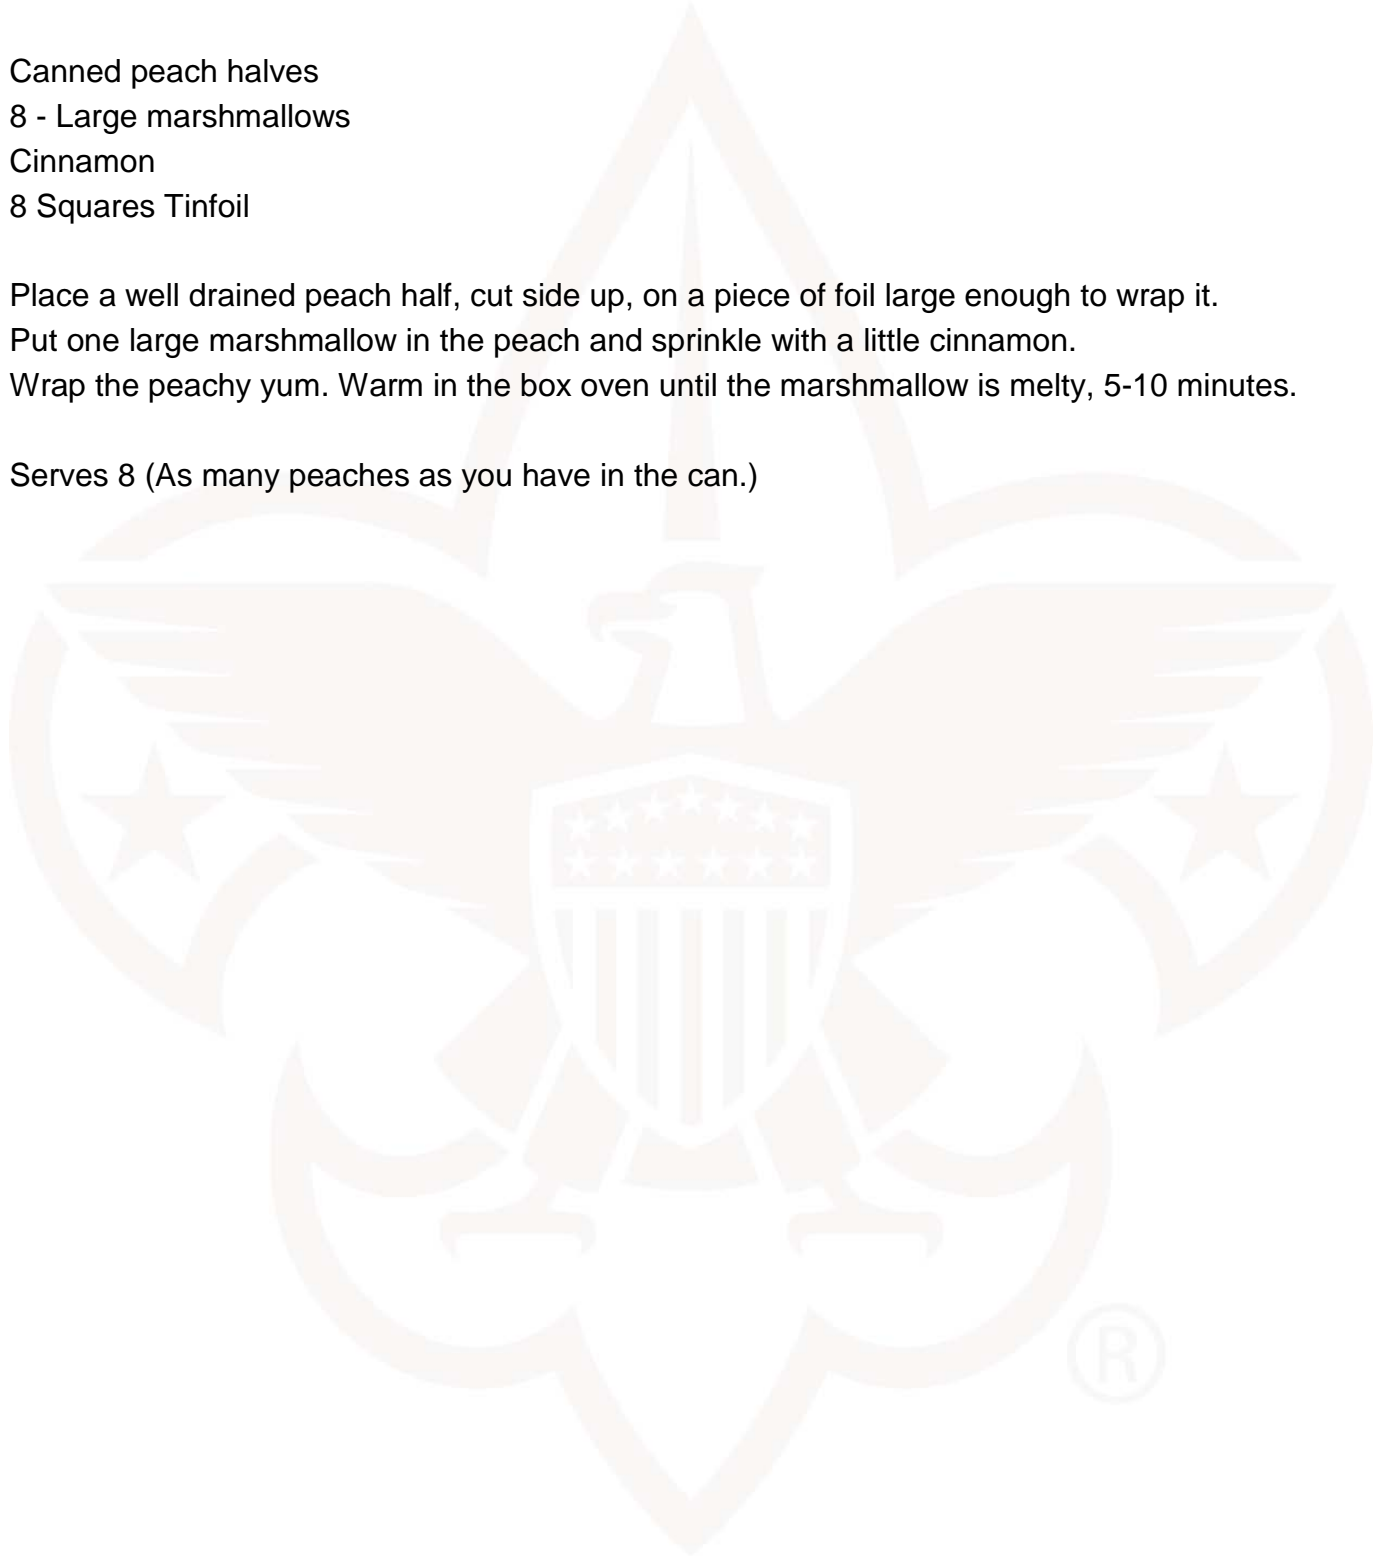 Canned peach halves
8 - Large marshmallows
Cinnamon
8 Squares Tinfoil
Place a well drained peach half, cut side up, on a piece of foil large enough to wrap it.
Put one large marshmallow in the peach and sprinkle with a little cinnamon.
Wrap the peachy yum. Warm in the box oven until the marshmallow is melty, 5-10 minutes.
Serves 8 (As many peaches as you have in the can.)
®